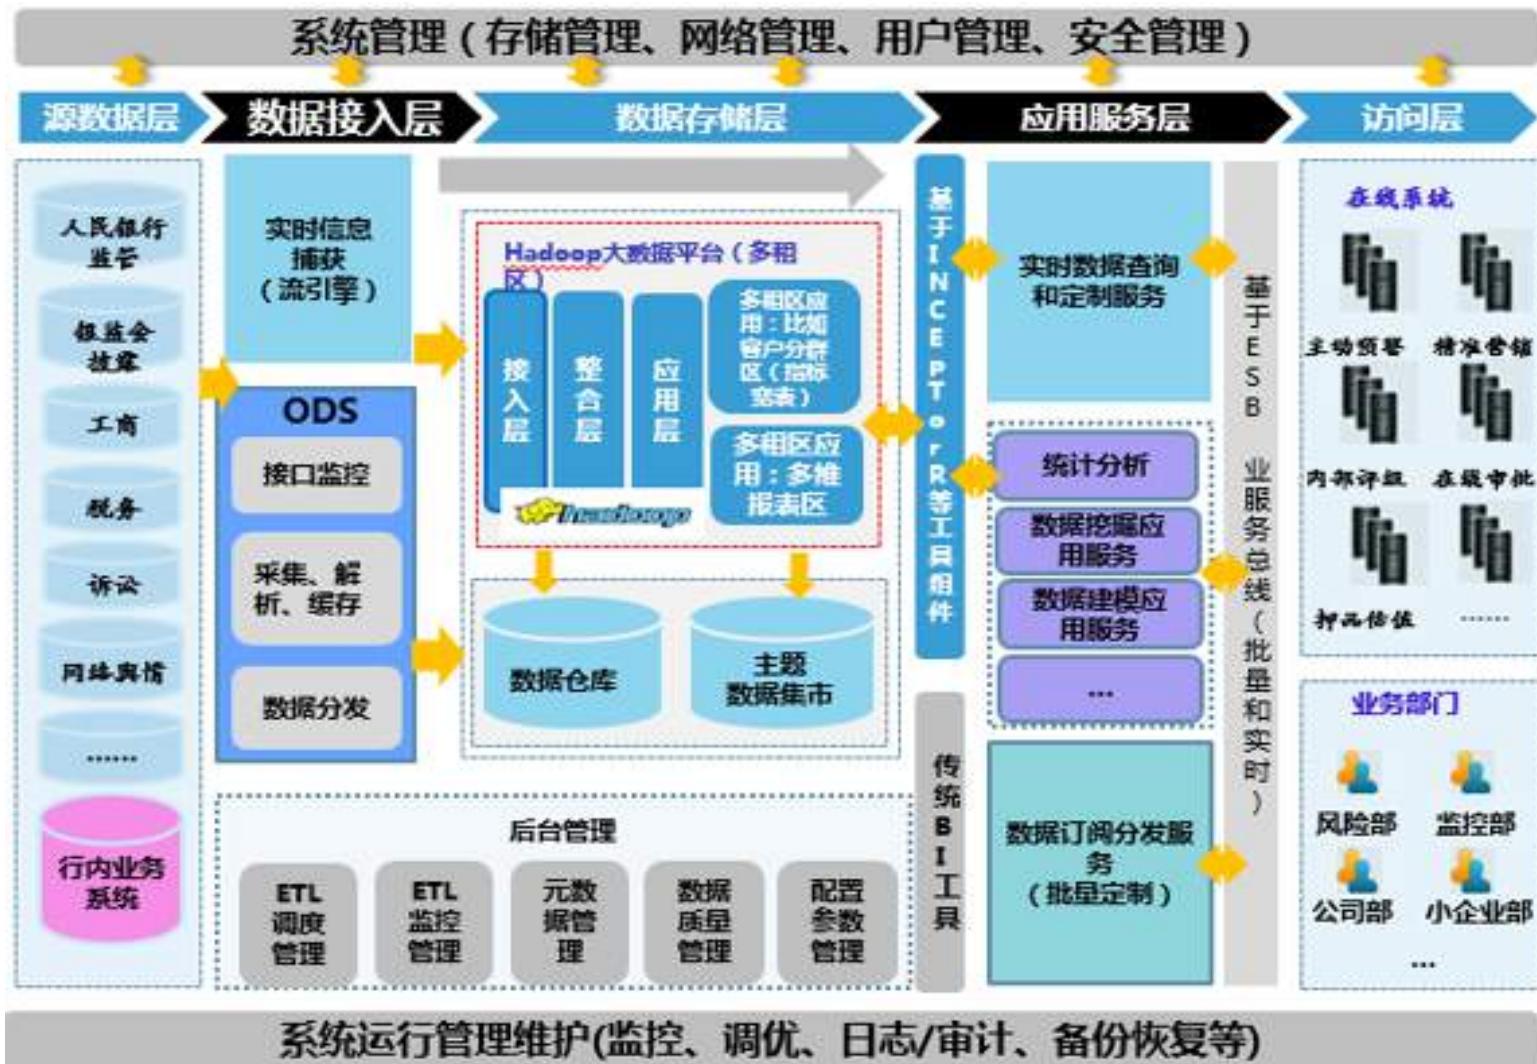 系统管理（存储管理、网络管理、用户管理、安全管理）
源数据层
数据接入层
数据存储层
应用服务层
访问层
人民银行
监管
银监会
披露
工商
税务
诉讼
网络舆情
......
行内业务
系统
实时信息
捕获
（流引擎）
ODS
接口监控
采集、解
析、缓存
数据分发
Hadoop大数据平台（多租
区）
接入层
整合层
应用层
多租区应
用：比如
客户分群
区（指标
宽表）
多租区应
用：多维
报表区
hadoop
数据仓库
主题
数据集市
后台管理
ETL
调度
管理
ETL
监控
管理
元数
据管
理
数据
质量
管理
配置
参数
管理
基于INCEPTorR等工具组件
传统BI工具
实时数据查询
和定制服务
统计分析
数据挖掘应
用服务
数据建模应
用服务
...
数据订阅分发服
务
（批量定制）
基于ESB 业服务总线（批量和实时）
在线系统
主动预警
精准营销
内部评级
在线审批
押品估值
......
业务部门
风险部
监控部
公司部
小企业部
...
系统运行管理维护(监控、调优、日志/审计、备份恢复等)